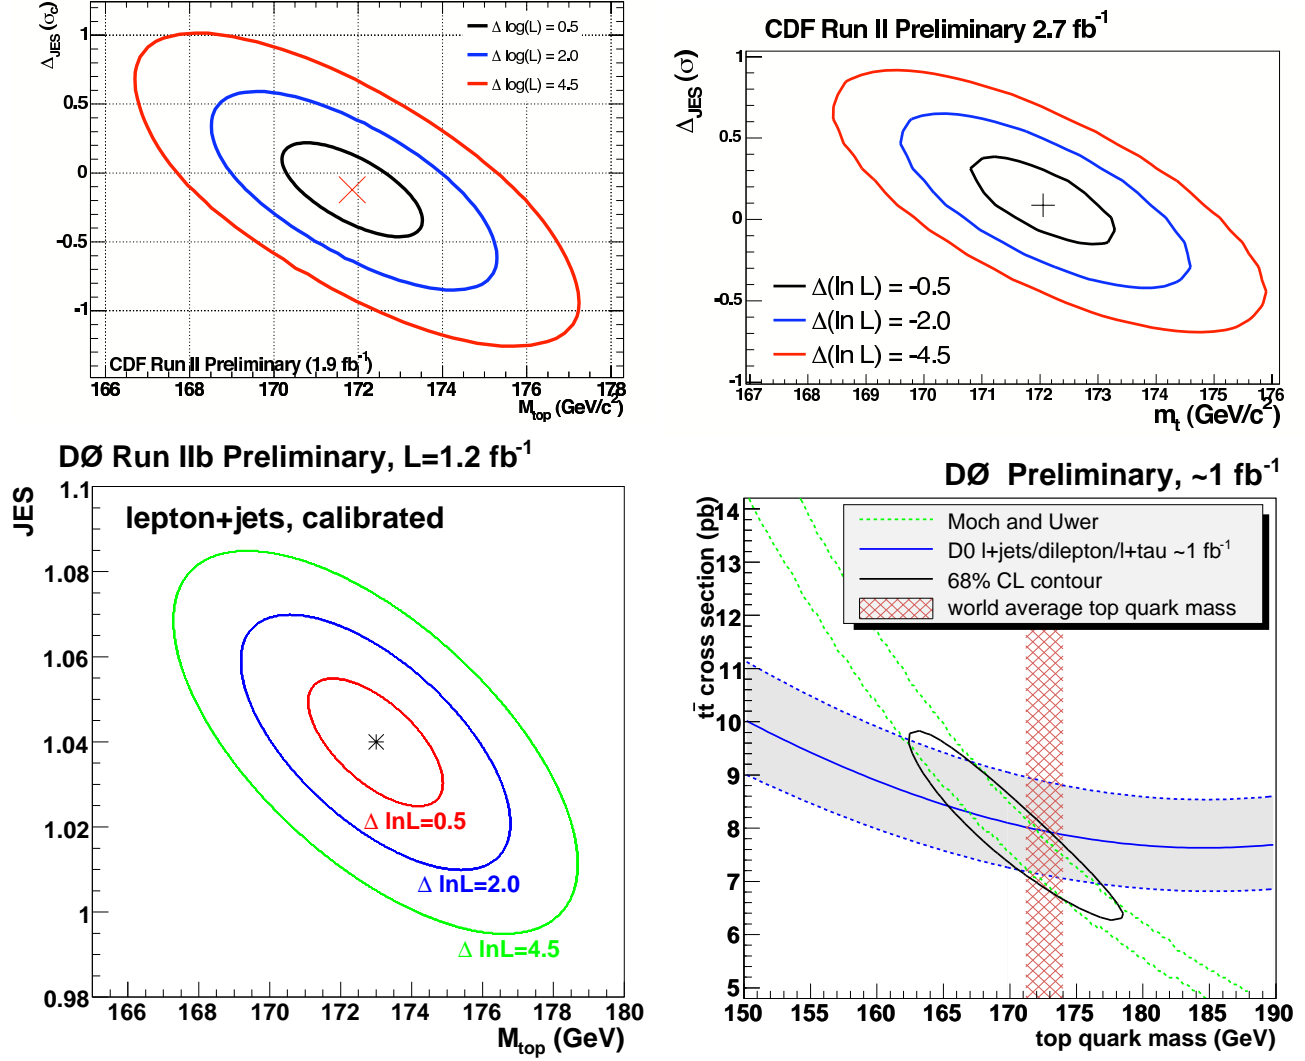 Δ_JES (σ_c)
1
0.5
0
-0.5
-1
Δ log(L) = 0.5
Δ log(L) = 2.0
Δ log(L) = 4.5
CDF Run II Preliminary (1.9 fb⁻¹)
166 168 170 172 174 176 178
M_top (GeV/c²)
CDF Run II Preliminary 2.7 fb⁻¹
Δ_JES (σ)
1
0.5
0
-0.5
-1
Δ(ln L) = -0.5
Δ(ln L) = -2.0
Δ(ln L) = -4.5
167 168 169 170 171 172 173 174 175 176
m_t (GeV/c²)
DØ Run IIb Preliminary, L=1.2 fb⁻¹
JES
1.1
1.08
1.06
1.04
1.02
1
0.98
lepton+jets, calibrated
Δ lnL=0.5
Δ lnL=2.0
Δ lnL=4.5
166 168 170 172 174 176 178 180
M_top (GeV)
DØ Preliminary, ~1 fb⁻¹
tt̄ cross section (pb)
14
13
12
11
10
9
8
7
6
5
Moch and Uwer
D0 l+jets/dilepton/l+tau ~1 fb⁻¹
68% CL contour
world average top quark mass
150 155 160 165 170 175 180 185 190
top quark mass (GeV)